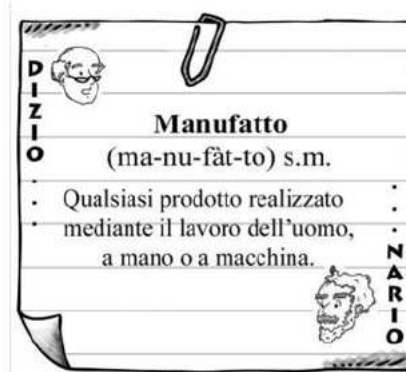 DIZIO...
Manufatto
(ma-nu-fàt-to) s.m.
Qualsiasi prodotto realizzato
mediante il lavoro dell'uomo,
a mano o a macchina.
...NARIO